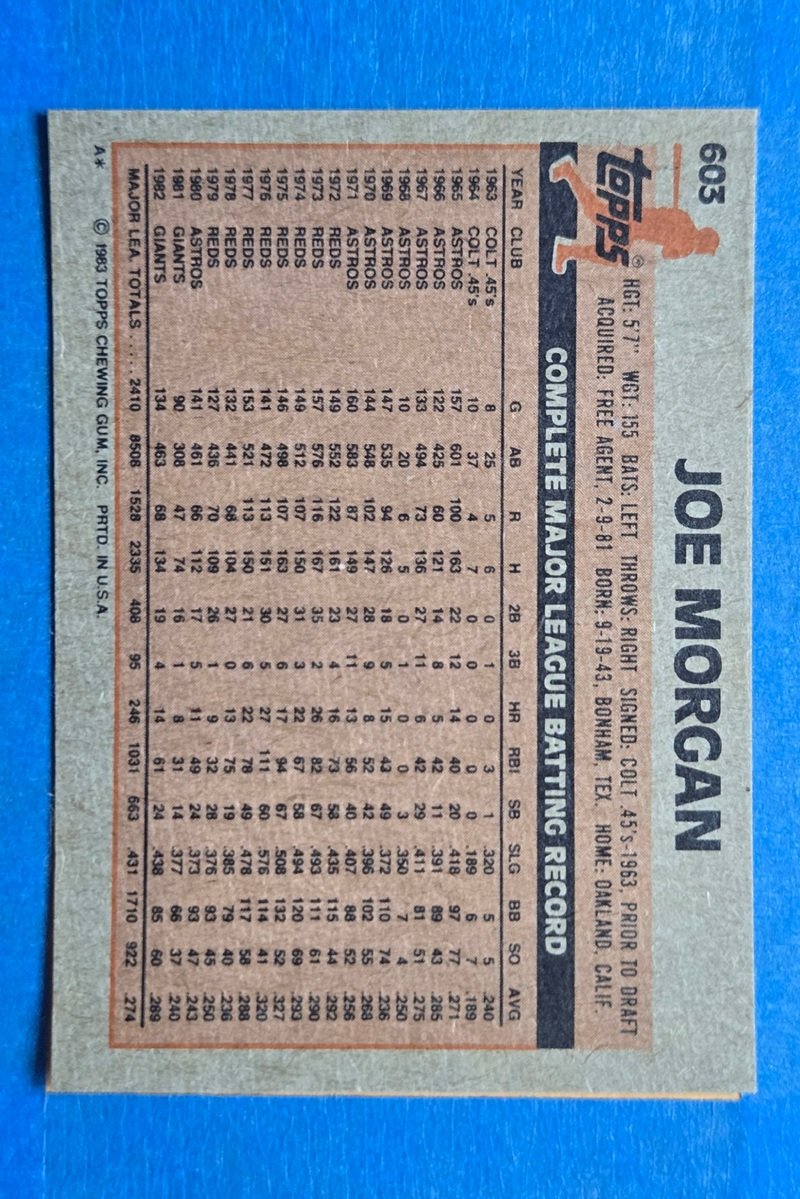 603
JOE MORGAN
topps®
HGT: 5'7" WGT: 155 BATS: LEFT THROWS: RIGHT SIGNED: COLT .45's-1963, PRIOR TO DRAFT
ACQUIRED: FREE AGENT, 2-9-81 BORN: 9-19-43, BONHAM, TEX. HOME: OAKLAND, CALIF.
COMPLETE MAJOR LEAGUE BATTING RECORD
YEAR CLUB G AB R H 2B 3B HR RBI SB SLG BB SO AVG
1963 COLT .45's 8 25 5 6 0 1 0 3 1 .320 5 5 .240
1964 COLT .45's 10 37 4 7 0 0 0 0 0 .189 6 7 .189
1965 ASTROS 157 601 100 163 22 12 14 40 20 .418 97 77 .271
1966 ASTROS 122 425 60 121 14 8 5 42 11 .391 89 43 .285
1967 ASTROS 133 494 73 136 27 11 6 42 29 .411 81 51 .275
1968 ASTROS 10 20 6 5 0 1 0 0 3 .350 7 4 .250
1969 ASTROS 147 535 94 126 18 5 15 43 49 .372 110 74 .236
1970 ASTROS 144 548 102 147 28 9 8 52 42 .396 102 55 .268
1971 ASTROS 160 583 87 149 27 11 13 56 40 .407 88 52 .256
1972 REDS 149 552 122 161 23 4 16 73 58 .435 115 44 .292
1973 REDS 157 576 116 167 35 2 26 82 67 .493 111 61 .290
1974 REDS 149 512 107 150 31 3 22 67 58 .494 120 69 .293
1975 REDS 146 498 107 163 27 6 17 94 67 .508 132 52 .327
1976 REDS 141 472 113 151 30 5 27 111 60 .576 114 41 .320
1977 REDS 153 521 113 150 21 6 22 78 49 .478 117 58 .288
1978 REDS 132 441 68 104 27 0 13 75 19 .385 79 40 .236
1979 REDS 127 436 70 109 26 1 9 32 28 .376 93 45 .250
1980 ASTROS 141 461 66 112 17 5 11 49 24 .373 93 47 .243
1981 GIANTS 90 308 47 74 16 1 8 31 14 .377 66 37 .240
1982 GIANTS 134 463 68 134 19 4 14 61 24 .438 85 60 .289
MAJOR LEA. TOTALS ..... 2410 8508 1528 2335 408 95 246 1031 663 .431 1710 922 .274
A* © 1983 TOPPS CHEWING GUM, INC. PRTD. IN U.S.A.